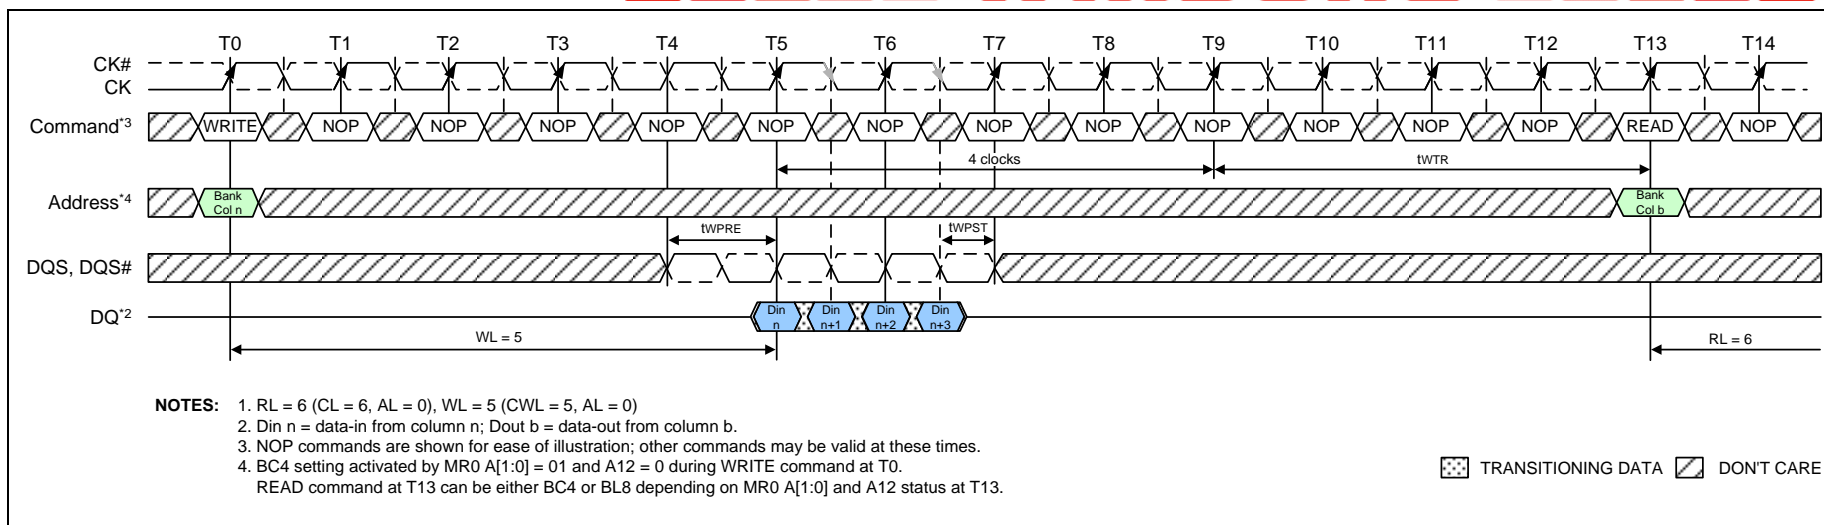 T0 T1 T2 T3 T4 T5 T6 T7 T8 T9 T10 T11 T12 T13 T14
CK#
CK
Command*3 WRITE NOP NOP NOP NOP NOP NOP NOP NOP NOP NOP NOP NOP READ NOP
4 clocks tWTR
Address*4 Bank Col n Bank Col b
tWPRE tWPST
DQS, DQS#
DQ*2 Din n Din n+1 Din n+2 Din n+3
WL = 5 RL = 6
NOTES: 1. RL = 6 (CL = 6, AL = 0), WL = 5 (CWL = 5, AL = 0)
2. Din n = data-in from column n; Dout b = data-out from column b.
3. NOP commands are shown for ease of illustration; other commands may be valid at these times.
4. BC4 setting activated by MR0 A[1:0] = 01 and A12 = 0 during WRITE command at T0.
READ command at T13 can be either BC4 or BL8 depending on MR0 A[1:0] and A12 status at T13.
TRANSITIONING DATA DON'T CARE